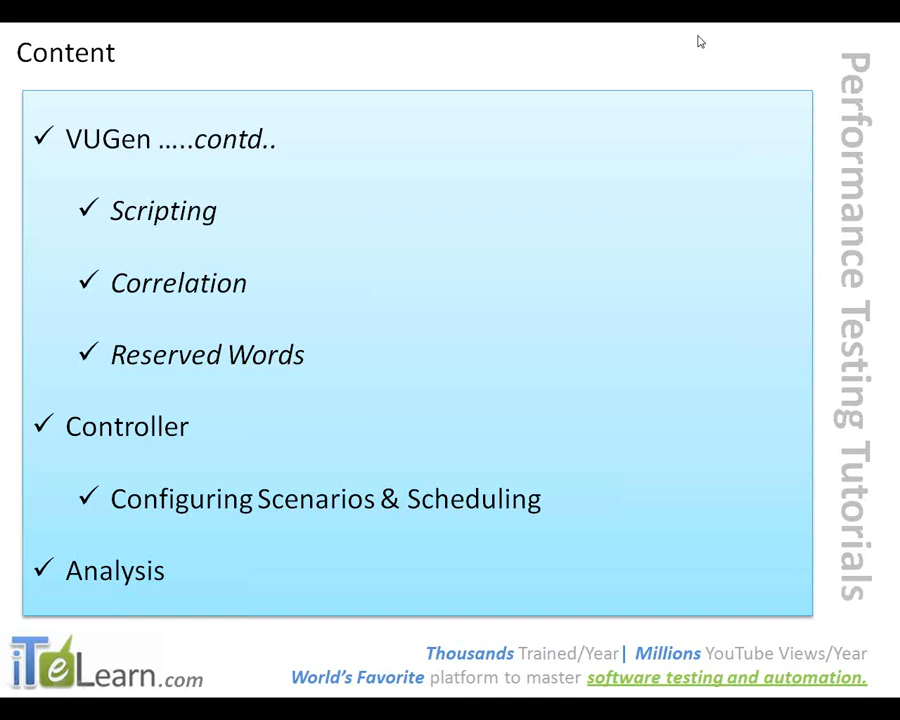 Content
VUGen …..contd..
Scripting
Correlation
Reserved Words
Controller
Configuring Scenarios & Scheduling
Analysis
Performance Testing Tutorials
iTeLearn.com
Thousands Trained/Year| Millions YouTube Views/Year
World's Favorite platform to master software testing and automation.